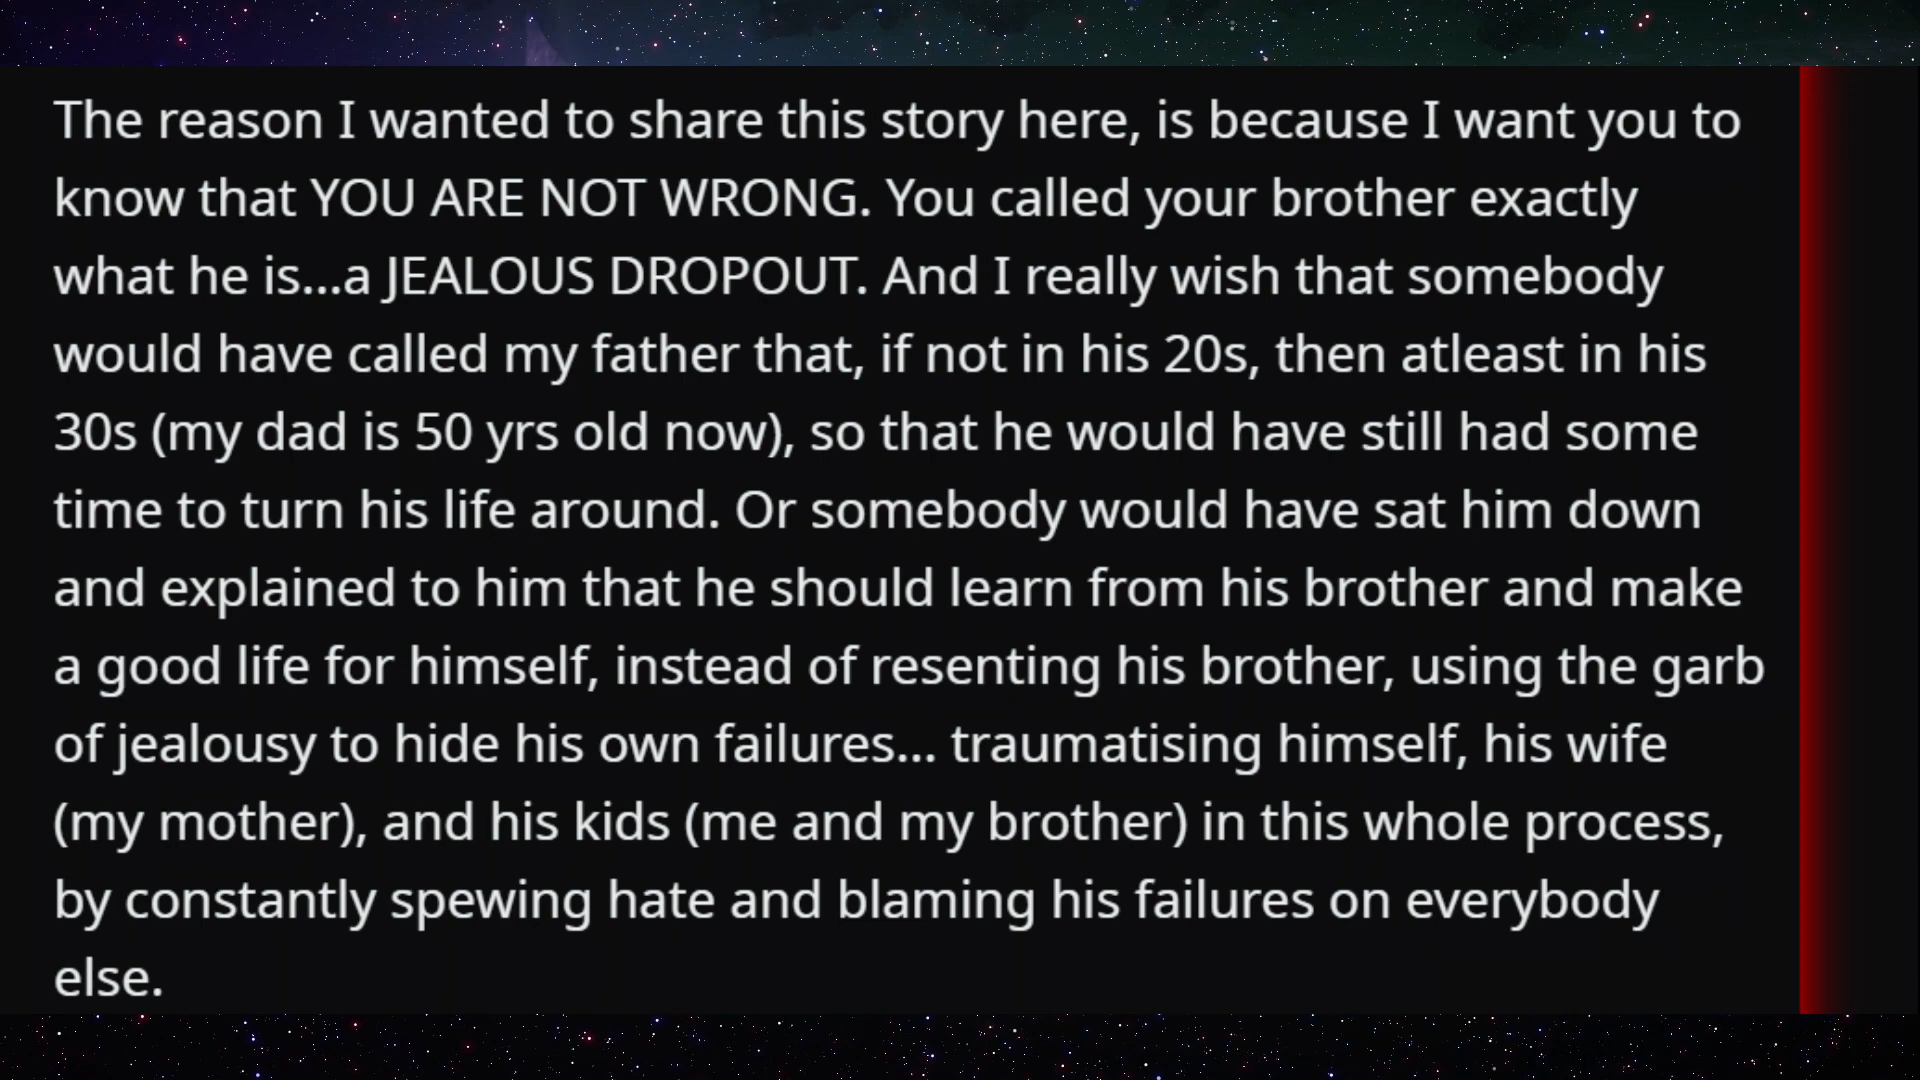 The reason I wanted to share this story here, is because I want you to
know that YOU ARE NOT WRONG. You called your brother exactly
what he is...a JEALOUS DROPOUT. And I really wish that somebody
would have called my father that, if not in his 20s, then atleast in his
30s (my dad is 50 yrs old now), so that he would have still had some
time to turn his life around. Or somebody would have sat him down
and explained to him that he should learn from his brother and make
a good life for himself, instead of resenting his brother, using the garb
of jealousy to hide his own failures... traumatising himself, his wife
(my mother), and his kids (me and my brother) in this whole process,
by constantly spewing hate and blaming his failures on everybody
else.